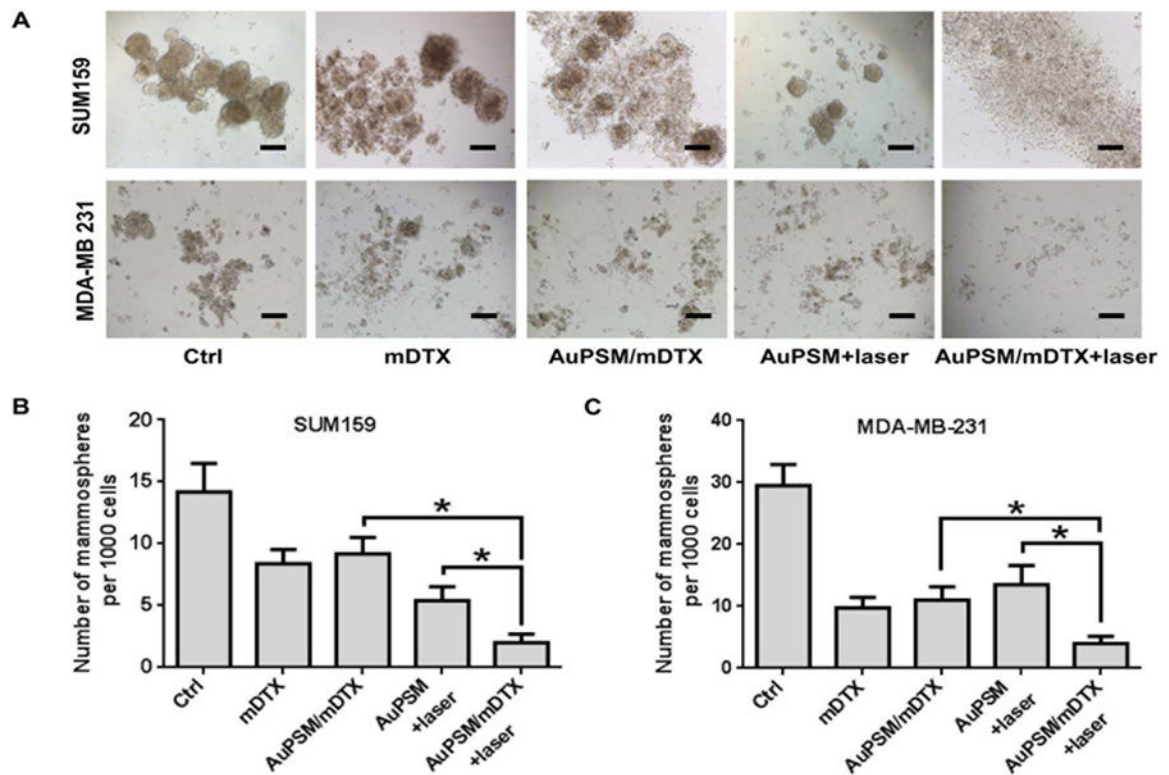 A
SUM159
MDA-MB 231
Ctrl
mDTX
AuPSM/mDTX
AuPSM+laser
AuPSM/mDTX+laser
B
SUM159
Number of mammospheres
per 1000 cells
20
15
10
5
0
*
*
Ctrl
mDTX
AuPSM/mDTX
AuPSM
+laser
AuPSM/mDTX
+laser
C
MDA-MB-231
Number of mammospheres
per 1000 cells
40
30
20
10
0
*
*
Ctrl
mDTX
AuPSM/mDTX
AuPSM
+laser
AuPSM/mDTX
+laser